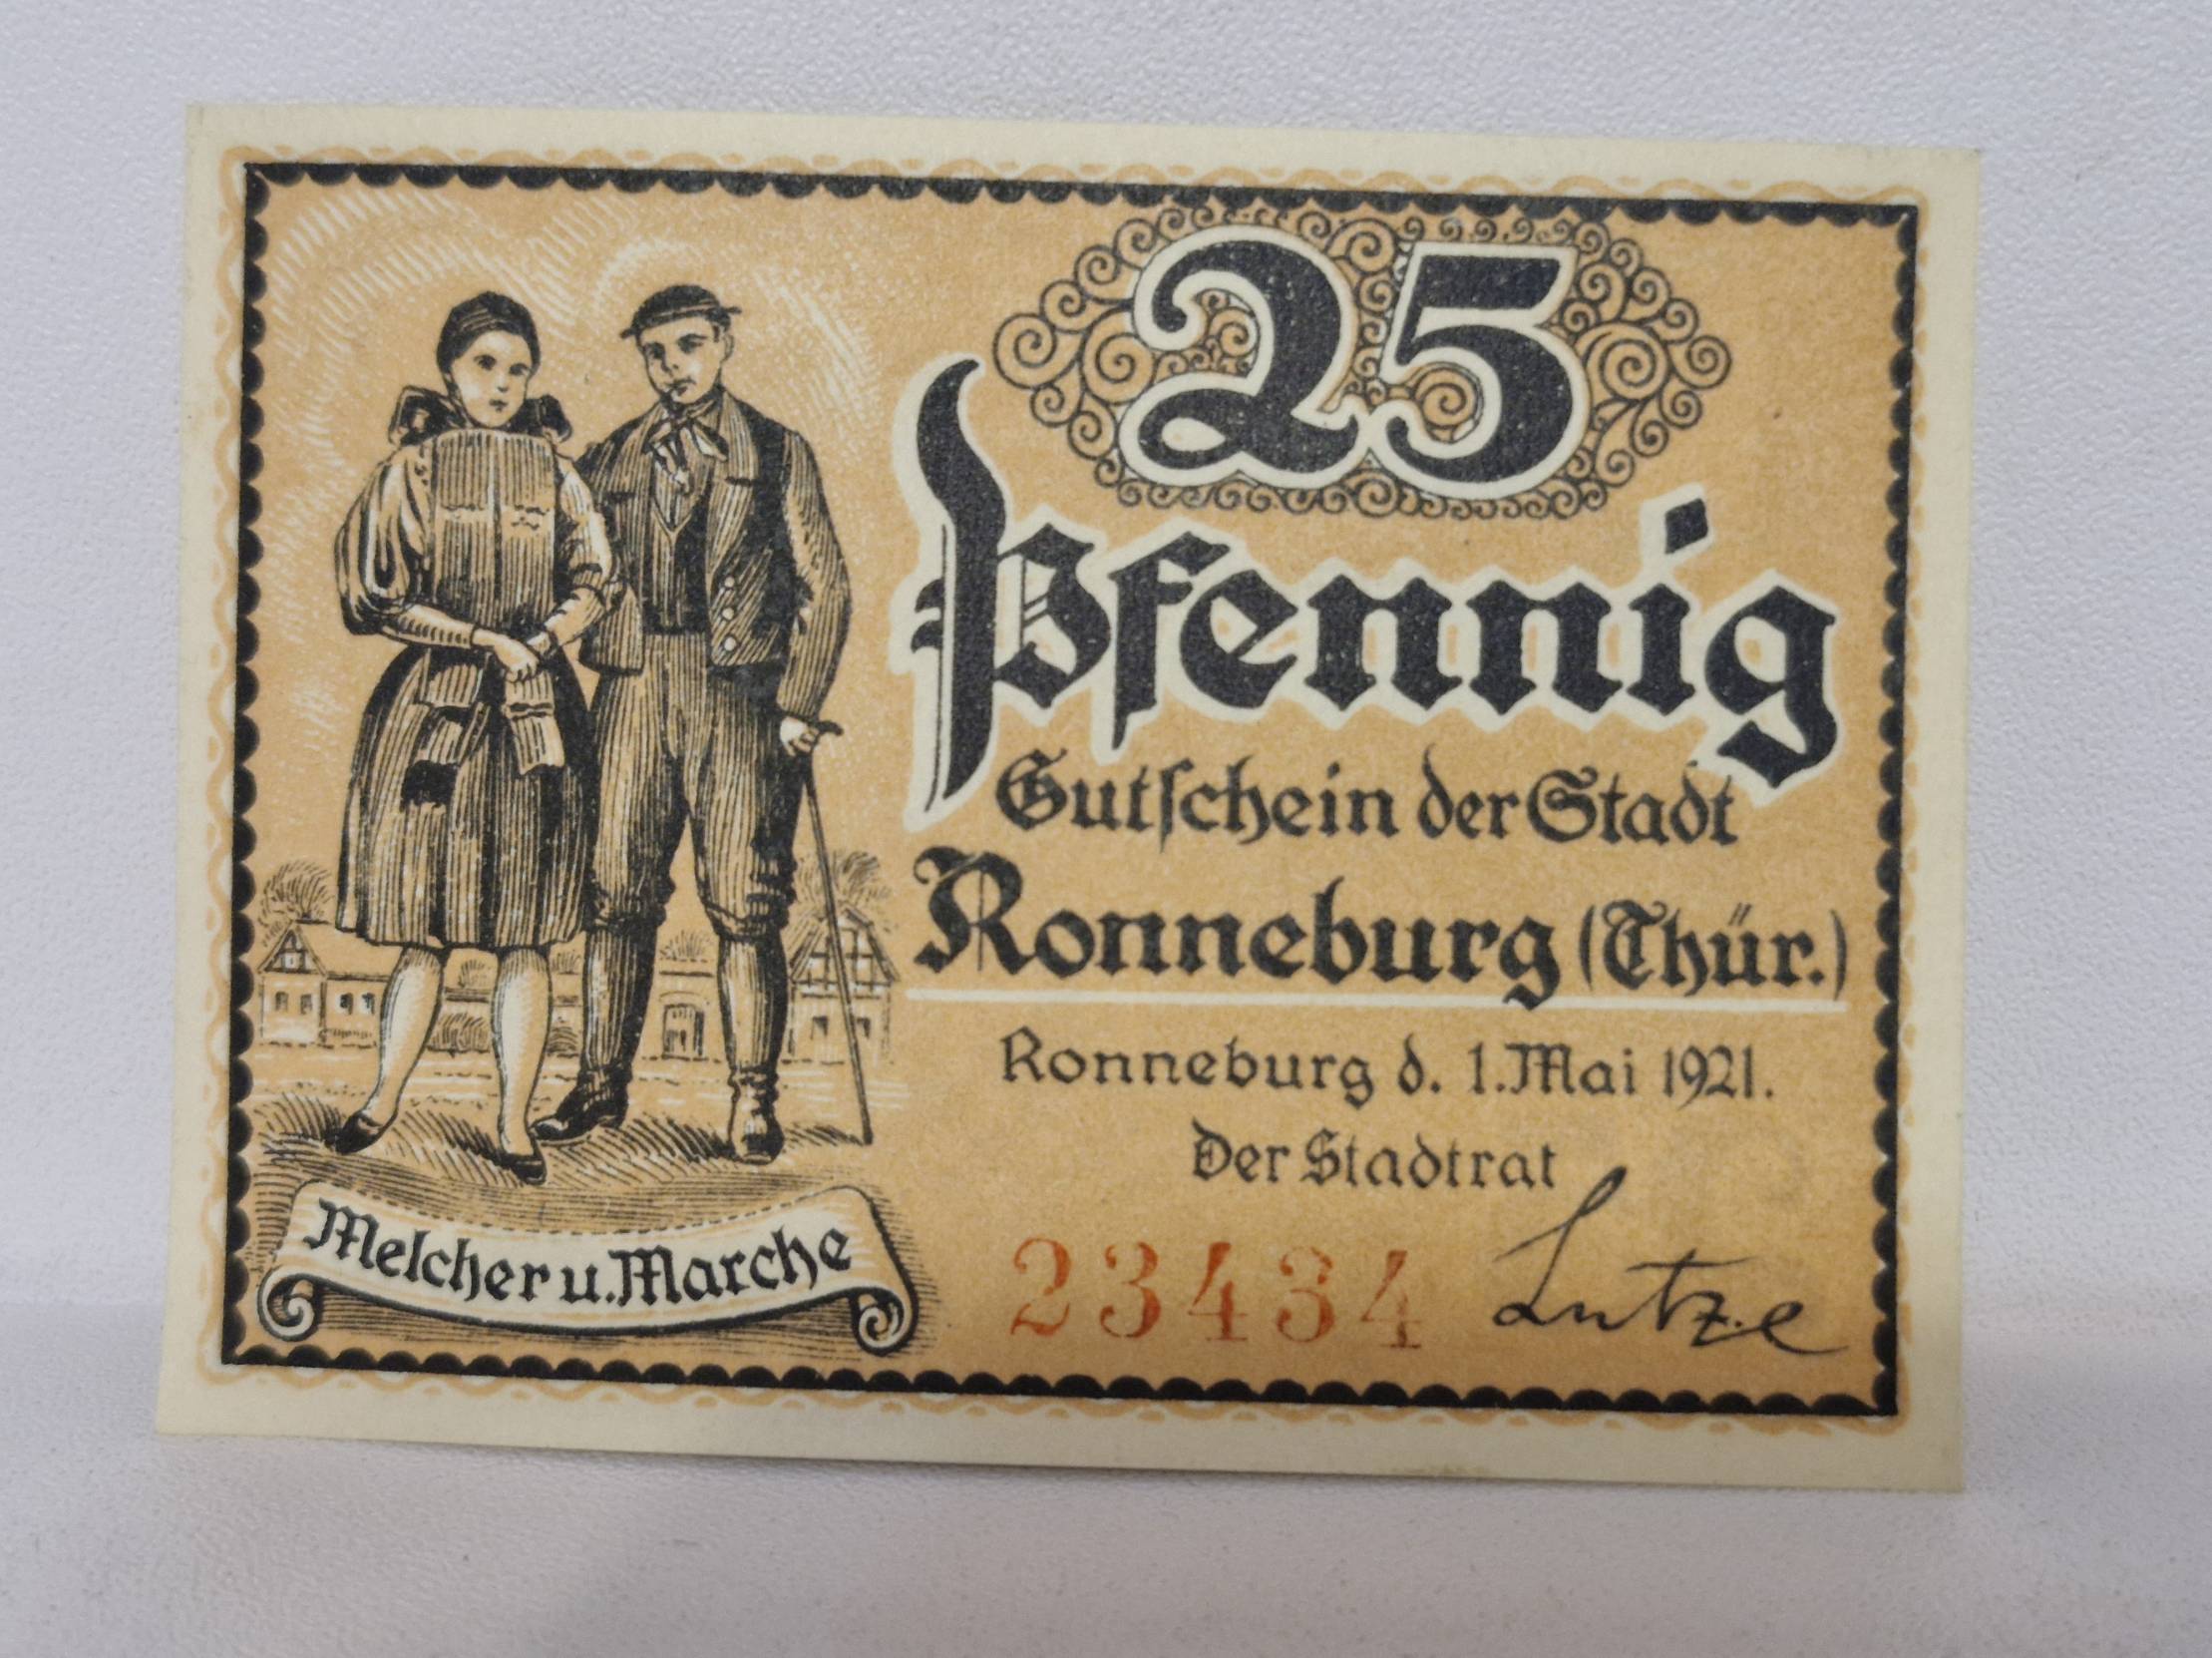 25
Pfennig
Gutschein der Stadt
Ronneburg (Thür.)
Ronneburg d. 1. Mai 1921.
Der Stadtrat
Melcher u. Marche
23434 Lutze